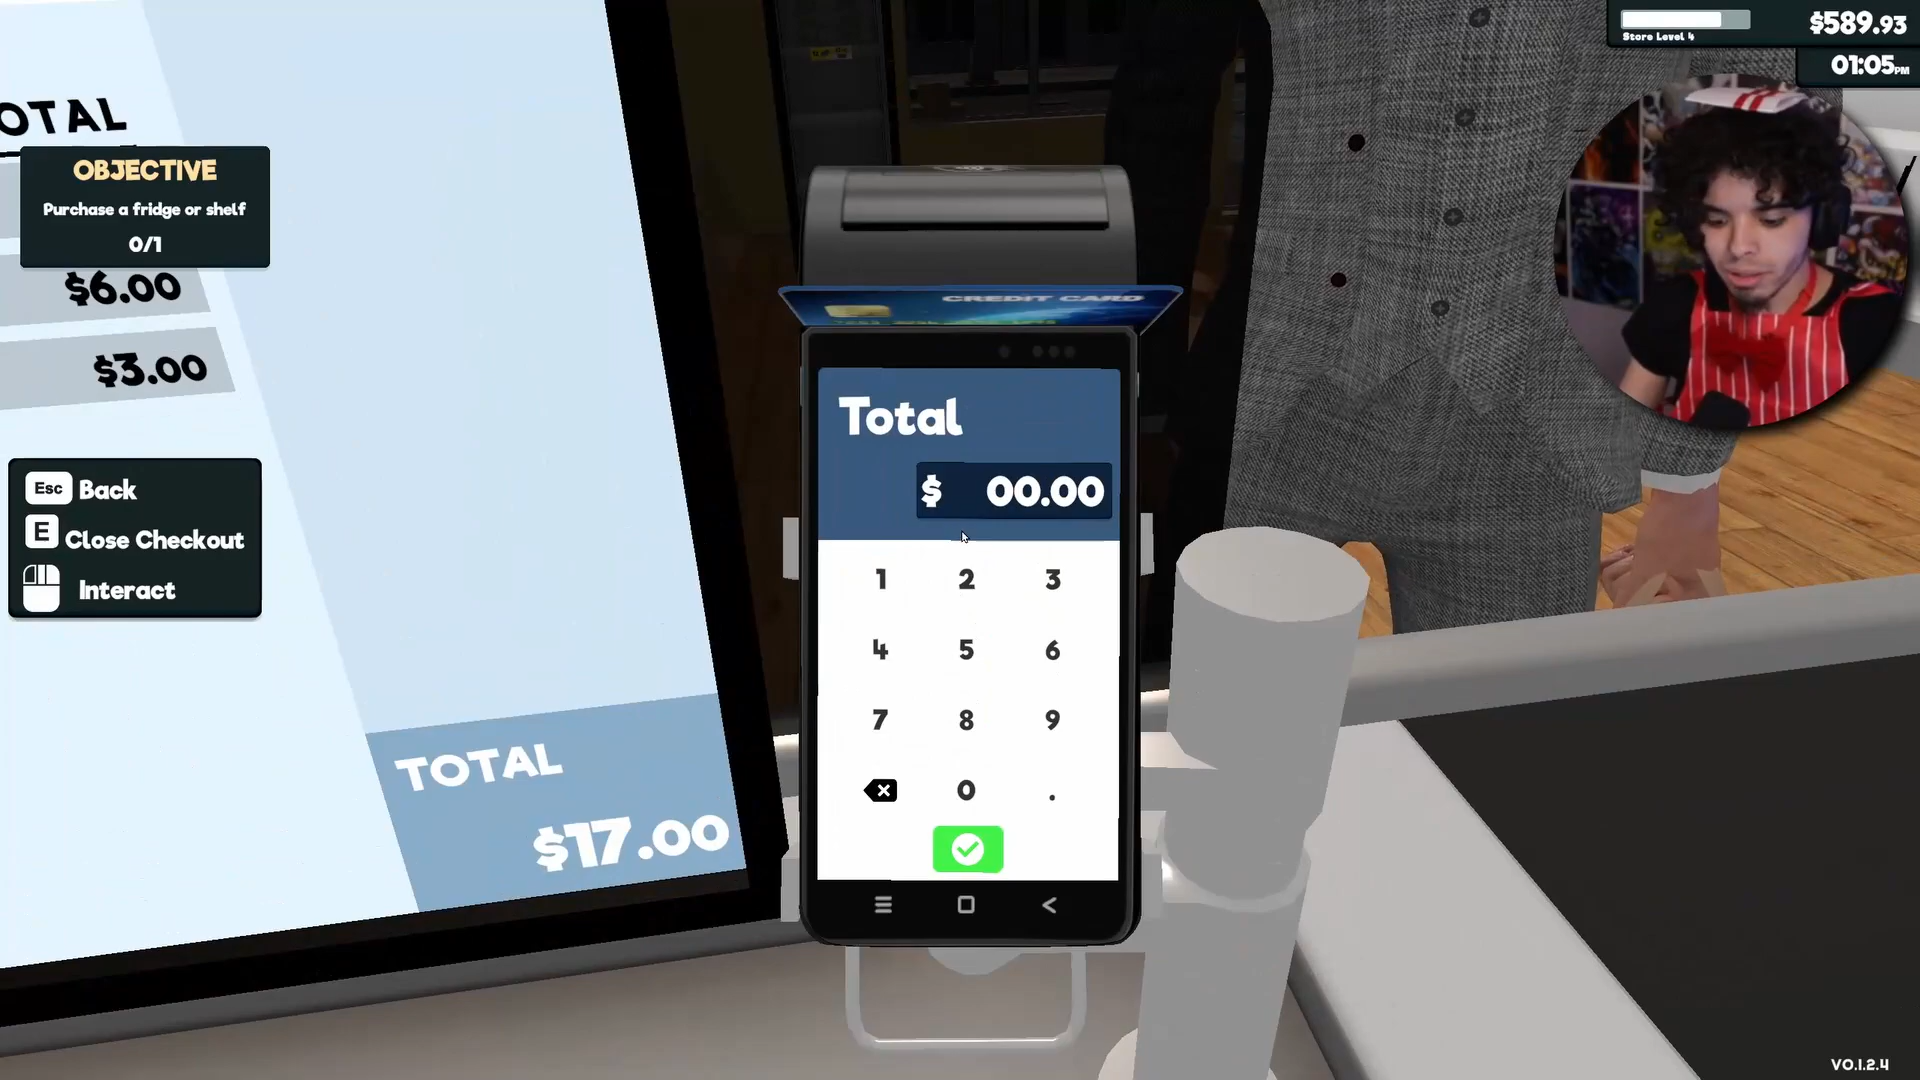 $589.93
Store Level 4
01:05PM
OTAL
OBJECTIVE
Purchase a fridge or shelf
0/1
$6.00
$3.00
CREDIT CARD
Total
$ 00.00
Esc Back
E Close Checkout
Interact
1 2 3
4 5 6
7 8 9
0 .
TOTAL
$17.00
V0.1.2.4